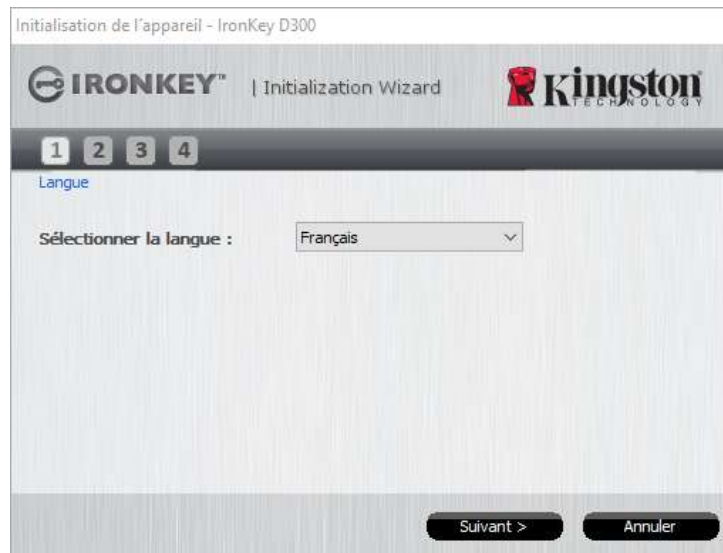 Initialisation de l'appareil - IronKey D300
IRONKEY™ | Initialization Wizard Kingston
TECHNOLOGY
1 2 3 4
Langue
Sélectionner la langue : Français
Suivant > Annuler